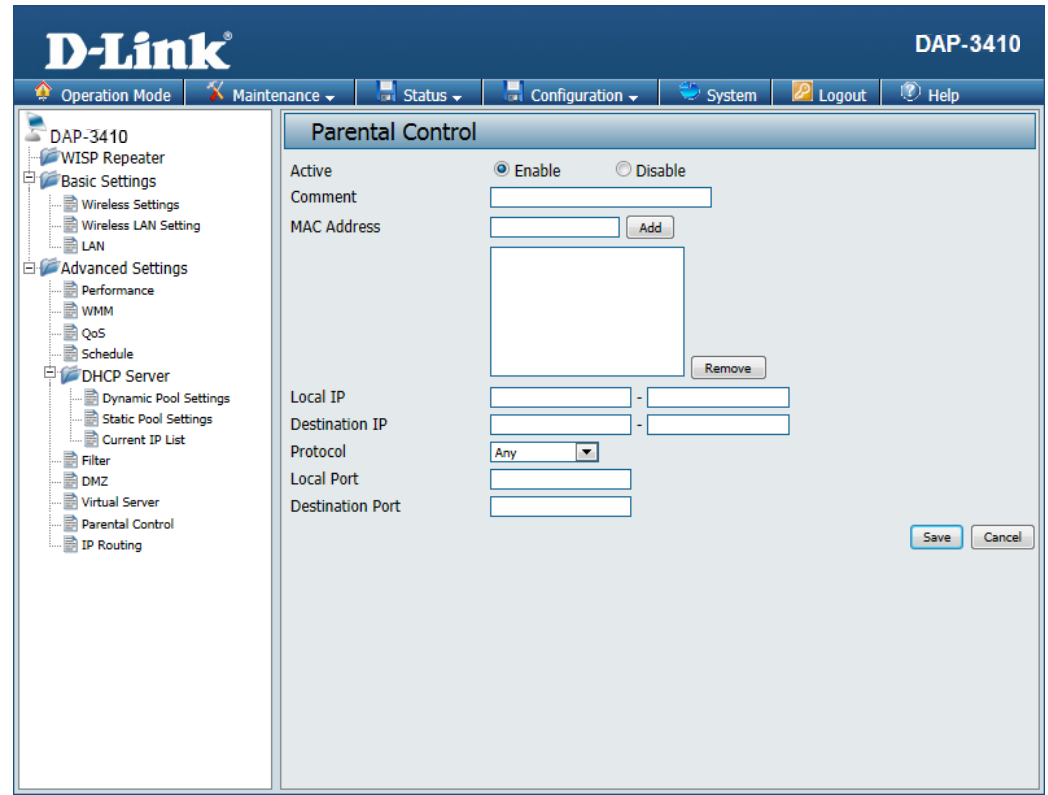 D-Link®
DAP-3410
Operation Mode
Maintenance
Status
Configuration
System
Logout
Help
DAP-3410
WISP Repeater
Basic Settings
Wireless Settings
Wireless LAN Setting
LAN
Advanced Settings
Performance
WMM
QoS
Schedule
DHCP Server
Dynamic Pool Settings
Static Pool Settings
Current IP List
Filter
DMZ
Virtual Server
Parental Control
IP Routing
Parental Control
Active Enable Disable
Comment
MAC Address Add
Remove
Local IP -
Destination IP -
Protocol Any
Local Port
Destination Port
Save Cancel